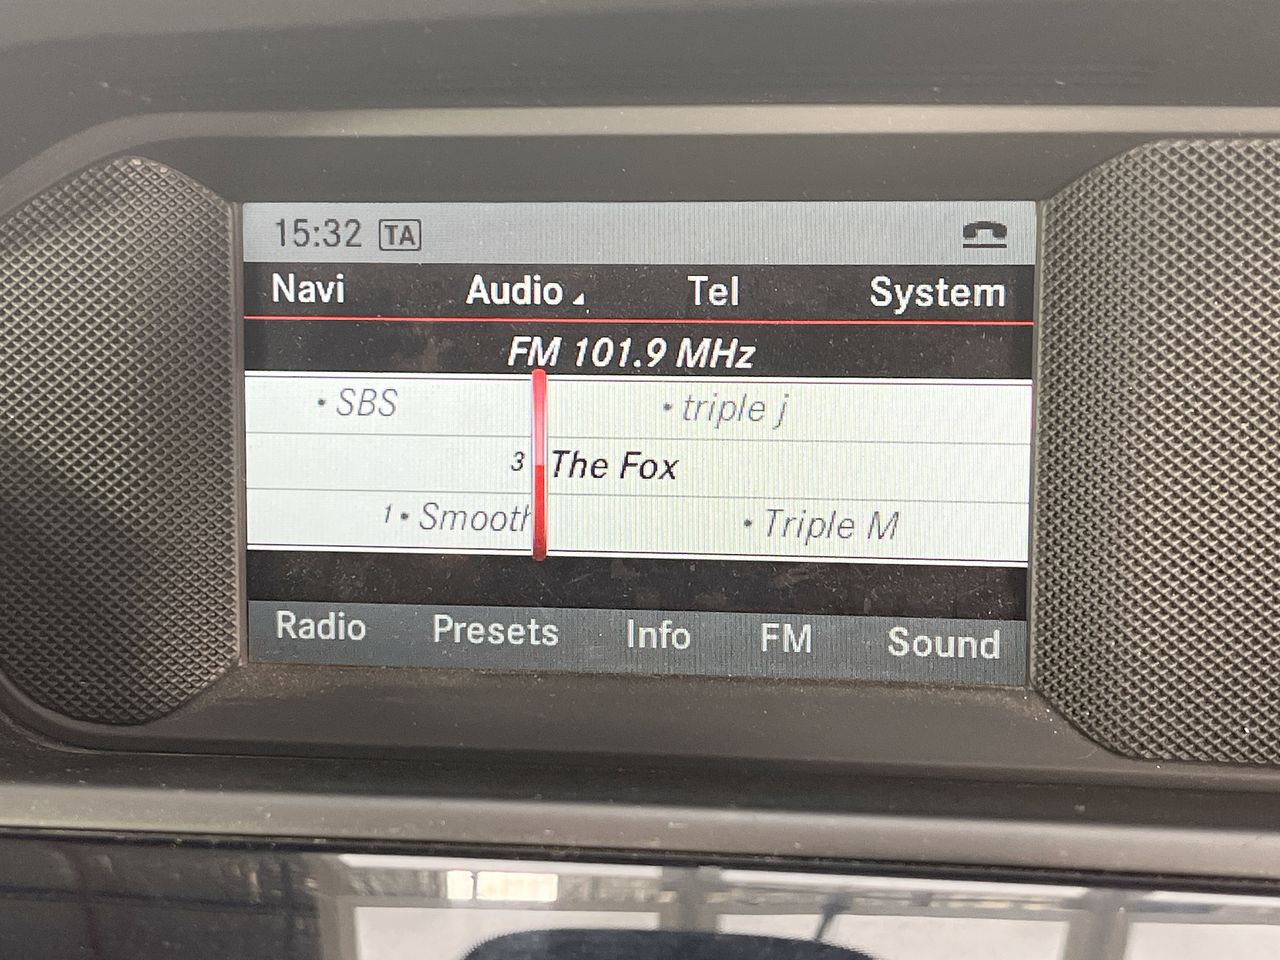 15:32 TA
Navi Audio Tel System
FM 101.9 MHz
• SBS • triple j
3 The Fox
1 • Smooth • Triple M
Radio Presets Info FM Sound